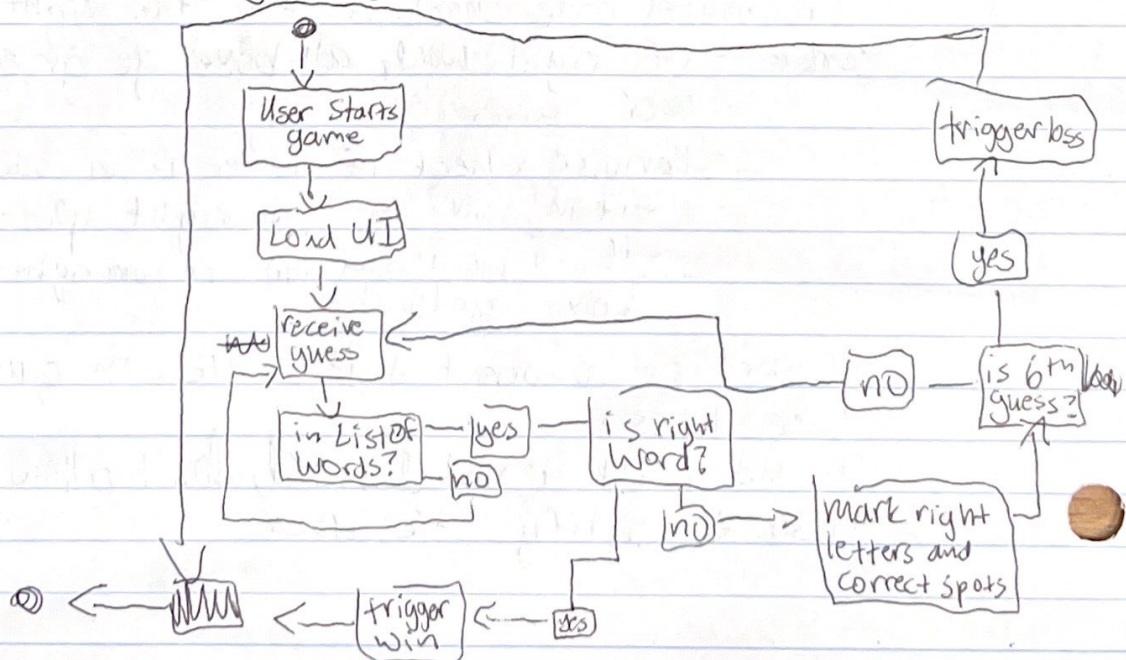 User Starts
game
Load UI
receive
guess
in List Of
Words?
yes
no
is right
Word?
no
yes
trigger
win
mark right
letters and
correct spots
is 6th
guess?
no
yes
trigger loss